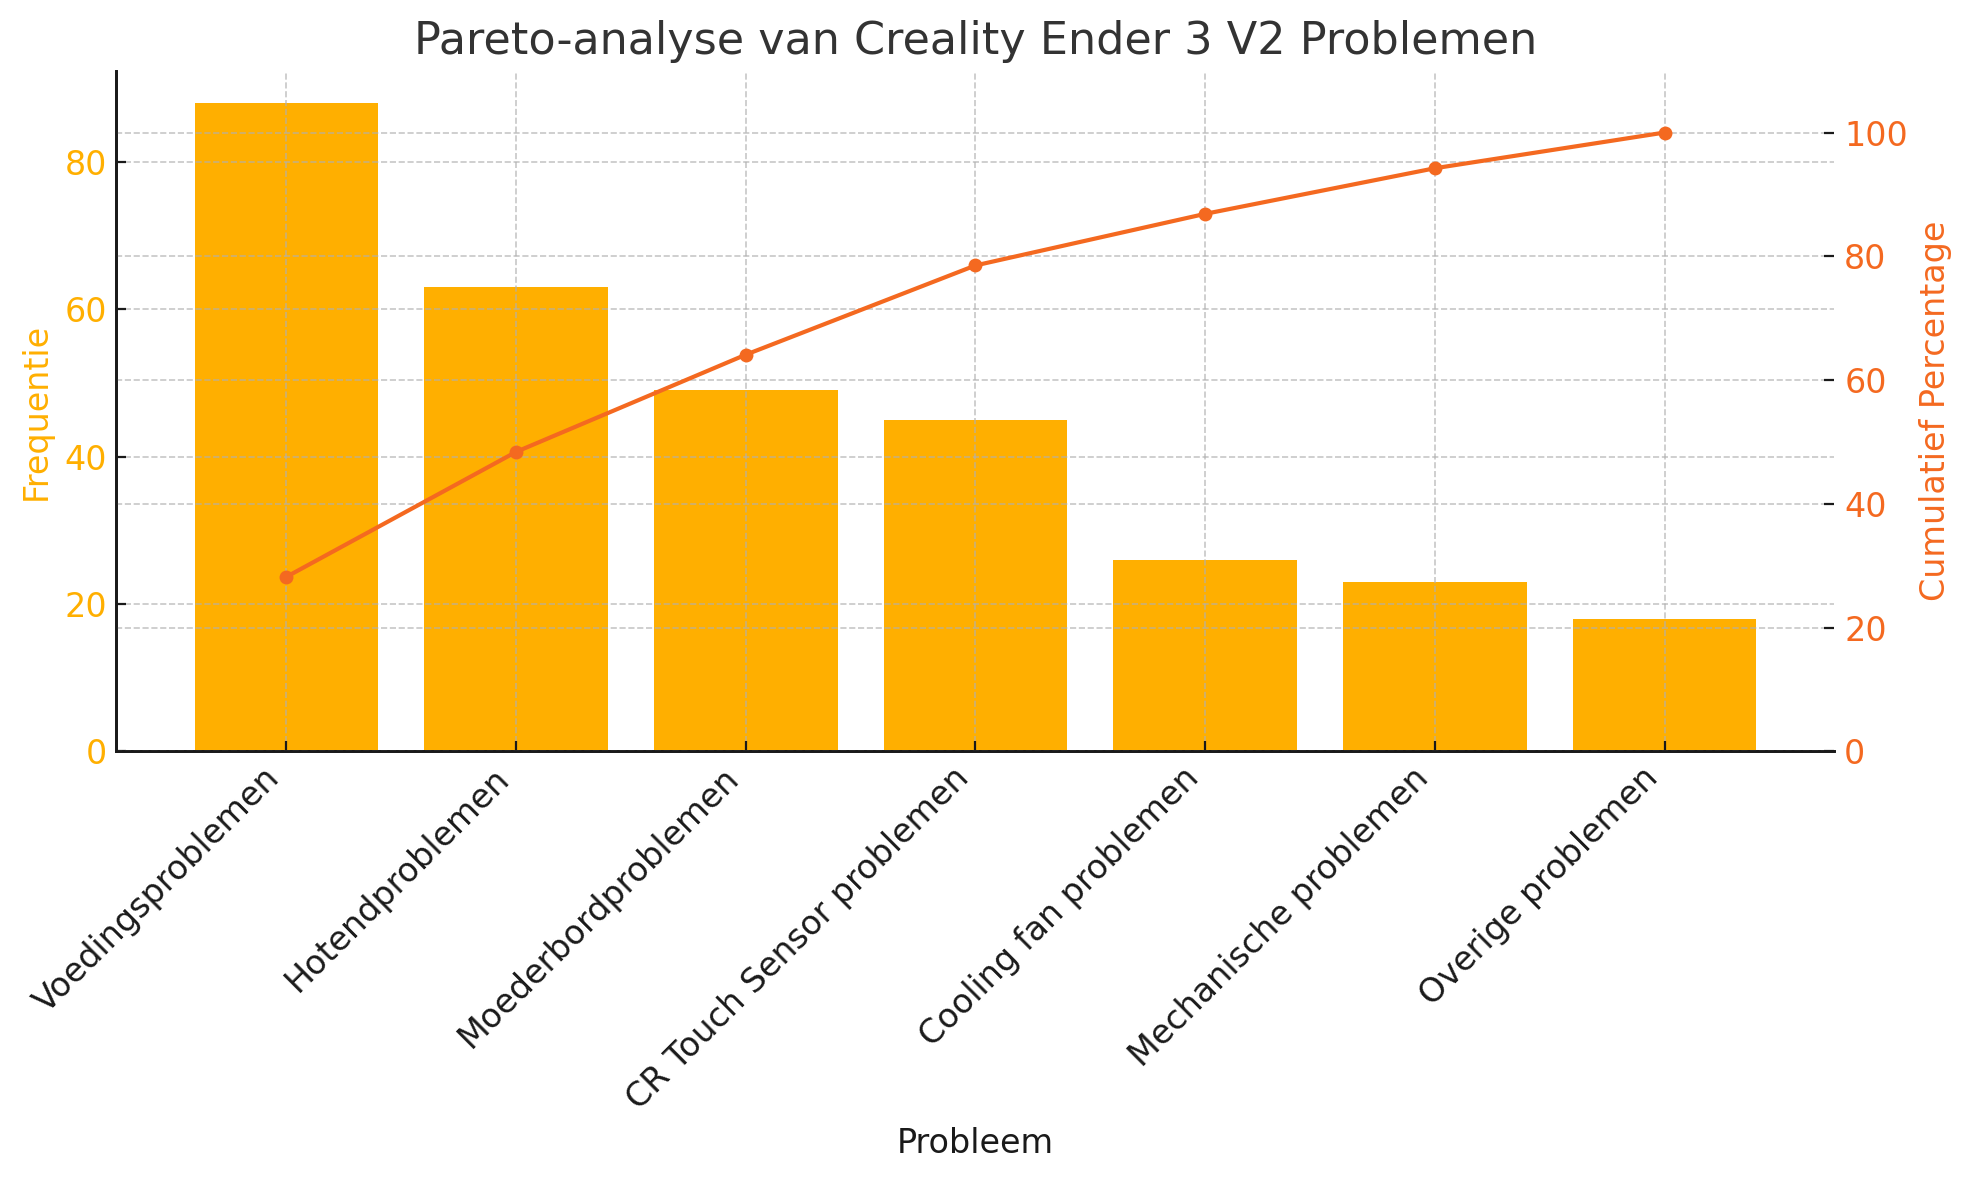 Pareto-analyse van Creality Ender 3 V2 Problemen
Frequentie
80
60
40
20
0
100
80
60
40
20
0
Cumulatief Percentage
Voedingsproblemen
Hotendproblemen
Moederbordproblemen
CR Touch Sensor problemen
Cooling fan problemen
Mechanische problemen
Overige problemen
Probleem